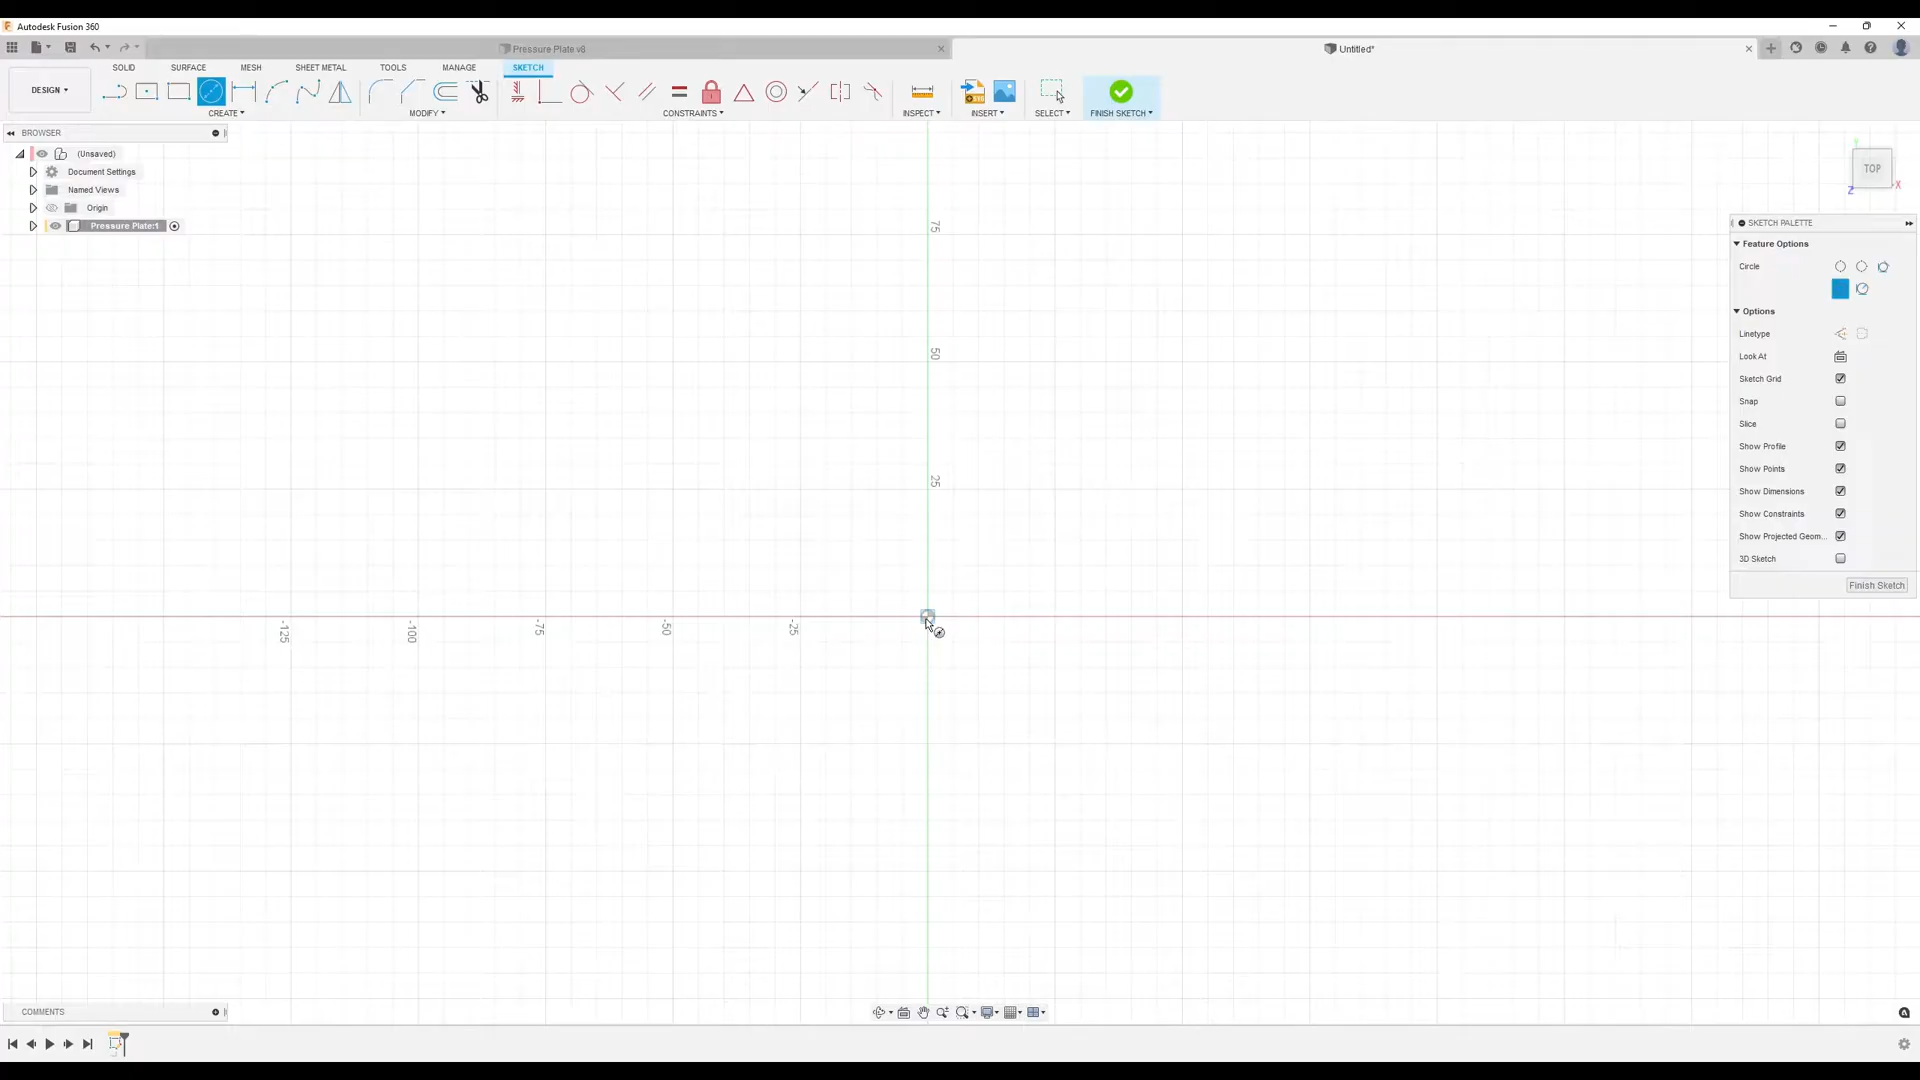 Autodesk Fusion 360
Pressure Plate v8
Untitled*
SOLID
SURFACE
MESH
SHEET METAL
TOOLS
MANAGE
SKETCH
DESIGN
CREATE
MODIFY
CONSTRAINTS
INSPECT
INSERT
SELECT
FINISH SKETCH
BROWSER
(Unsaved)
Document Settings
Named Views
Origin
Pressure Plate:1
TOP
X
Z
SKETCH PALETTE
Feature Options
Circle
Options
Linetype
Look At
Sketch Grid
Snap
Slice
Show Profile
Show Points
Show Dimensions
Show Constraints
Show Projected Geom...
3D Sketch
Finish Sketch
75
50
25
-125
-100
-75
-50
-25
COMMENTS